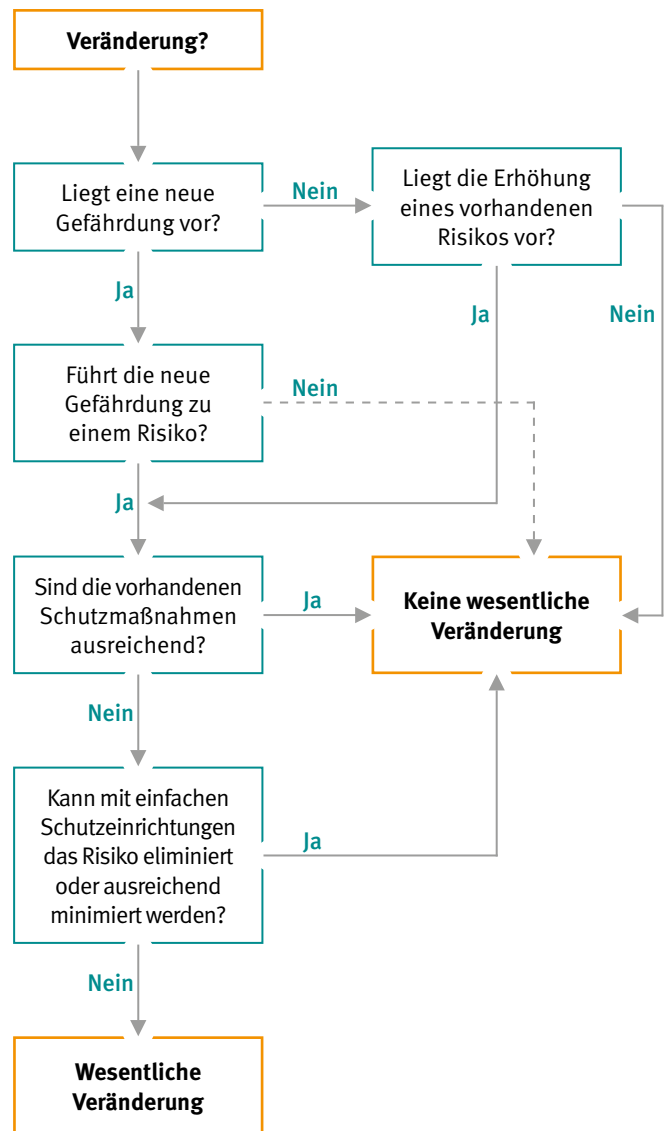 Veränderung?
Liegt eine neue
Gefährdung vor?
Nein
Liegt die Erhöhung
eines vorhandenen
Risikos vor?
Ja
Ja
Nein
Führt die neue
Gefährdung zu
einem Risiko?
Nein
Ja
Sind die vorhandenen
Schutzmaßnahmen
ausreichend?
Ja
Keine wesentliche
Veränderung
Nein
Kann mit einfachen
Schutzeinrichtungen
das Risiko eliminiert
oder ausreichend
minimiert werden?
Ja
Nein
Wesentliche
Veränderung